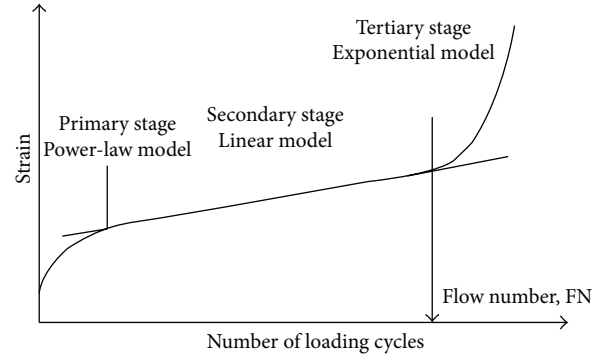 Tertiary stage
Exponential model
Secondary stage
Linear model
Primary stage
Power-law model
Strain
Flow number, FN
Number of loading cycles